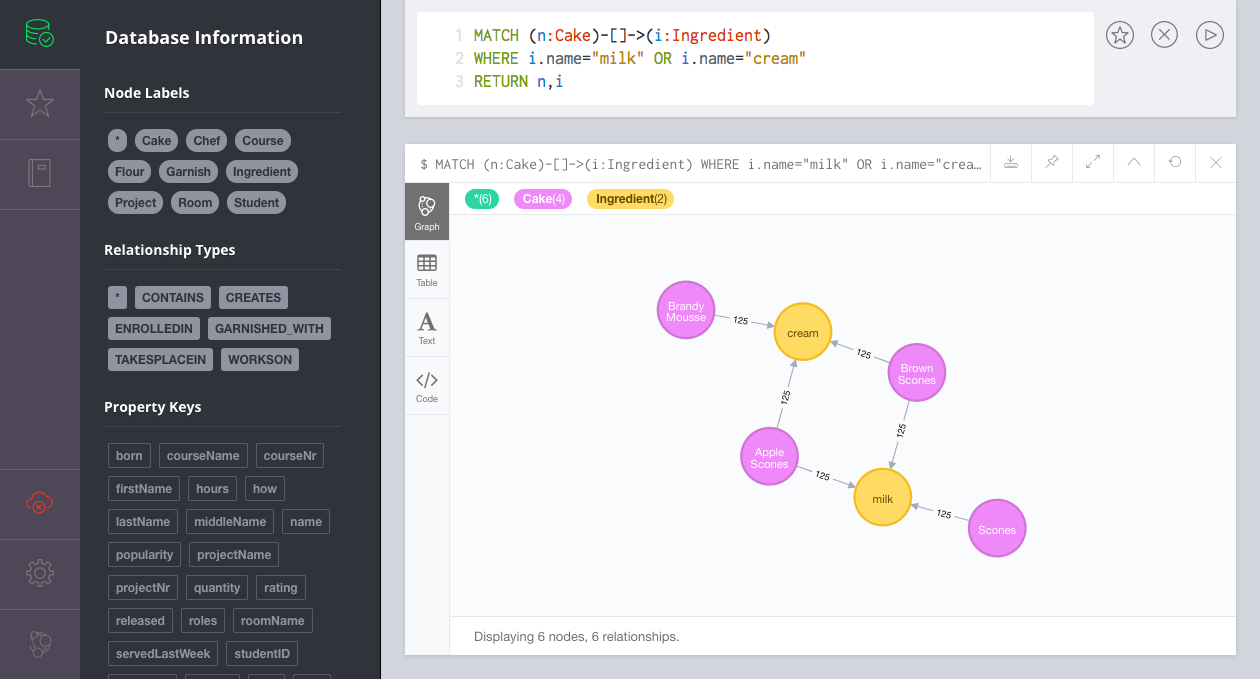 Database Information
Node Labels
* Cake Chef Course
Flour Garnish Ingredient
Project Room Student
Relationship Types
* CONTAINS CREATES
ENROLLEDIN GARNISHED_WITH
TAKESPLACEIN WORKSON
Property Keys
born courseName courseNr
firstName hours how
lastName middleName name
popularity projectName
projectNr quantity rating
released roles roomName
servedLastWeek studentID
1 MATCH (n:Cake)-[]->(i:Ingredient)
2 WHERE i.name="milk" OR i.name="cream"
3 RETURN n,i
$ MATCH (n:Cake)-[]->(i:Ingredient) WHERE i.name="milk" OR i.name="crea…
*(6) Cake(4) Ingredient(2)
Graph
Table
Text
Code
Brandy
Mousse
125
cream
125
Brown
Scones
125
125
Apple
Scones
125
milk
125
Scones
Displaying 6 nodes, 6 relationships.